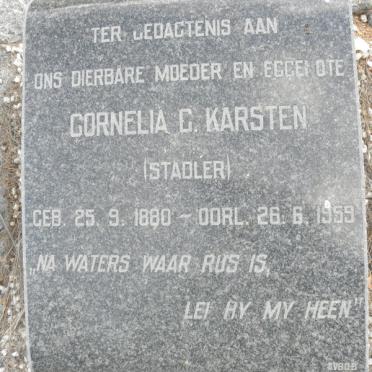 TER GEDAGTENIS AAN
ONS DIERBARE MOEDER EN EGGENOTE
CORNELIA C. KARSTEN
(STADLER)
GEB. 25. 9. 1880 – OORL. 26. 6. 1959
„NA WATERS WAAR RUS IS,
LEI HY MY HEEN"